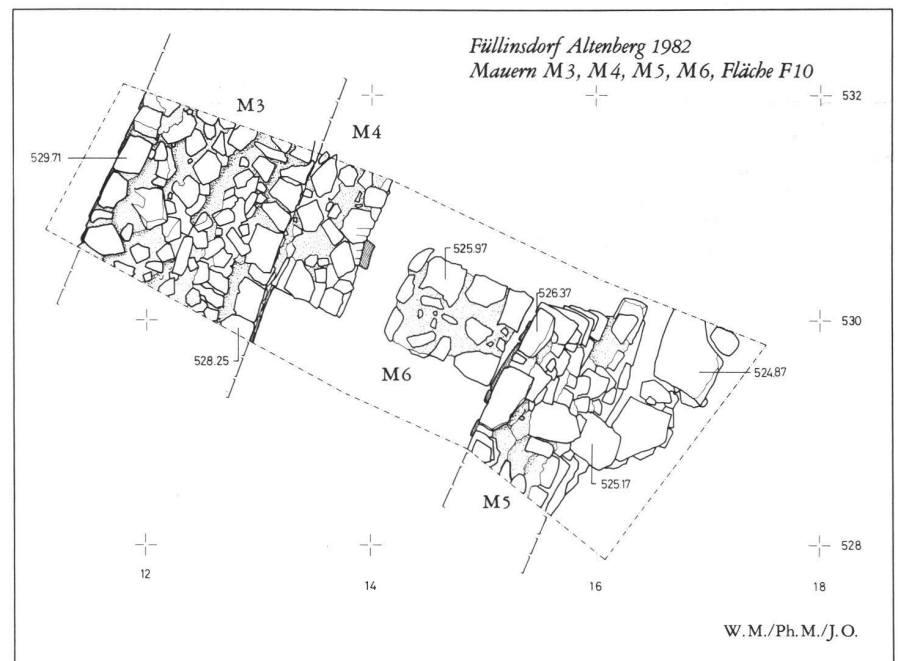 Füllinsdorf Altenberg 1982
Mauern M3, M4, M5, M6, Fläche F10
532
M3
M4
529.71
525.97
526.37
530
528.25
M6
524.87
525.17
M5
528
12
14
16
18
W.M./Ph.M./J.O.